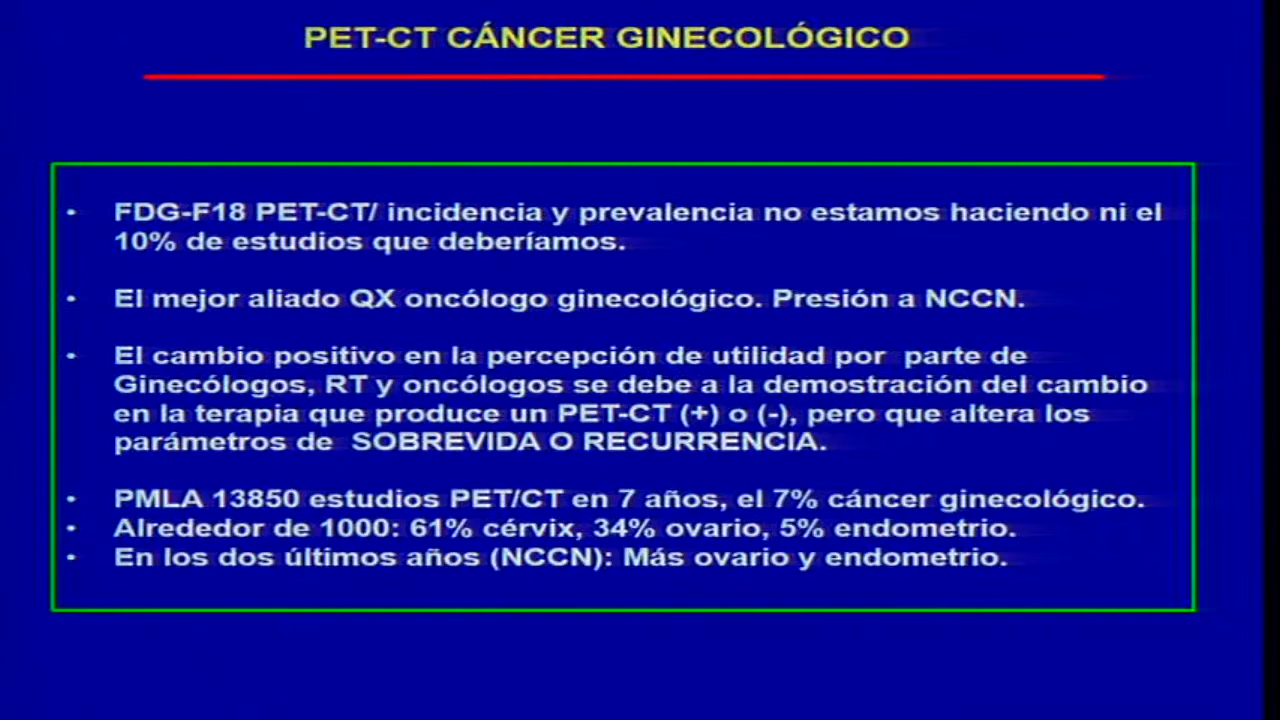 PET-CT CÁNCER GINECOLÓGICO
• FDG-F18 PET-CT/ incidencia y prevalencia no estamos haciendo ni el
10% de estudios que deberíamos.
• El mejor aliado QX oncólogo ginecológico. Presión a NCCN.
• El cambio positivo en la percepción de utilidad por parte de
Ginecólogos, RT y oncólogos se debe a la demostración del cambio
en la terapia que produce un PET-CT (+) o (-), pero que altera los
parámetros de SOBREVIDA O RECURRENCIA.
• PMLA 13850 estudios PET/CT en 7 años, el 7% cáncer ginecológico.
• Alrededor de 1000: 61% cérvix, 34% ovario, 5% endometrio.
• En los dos últimos años (NCCN): Más ovario y endometrio.